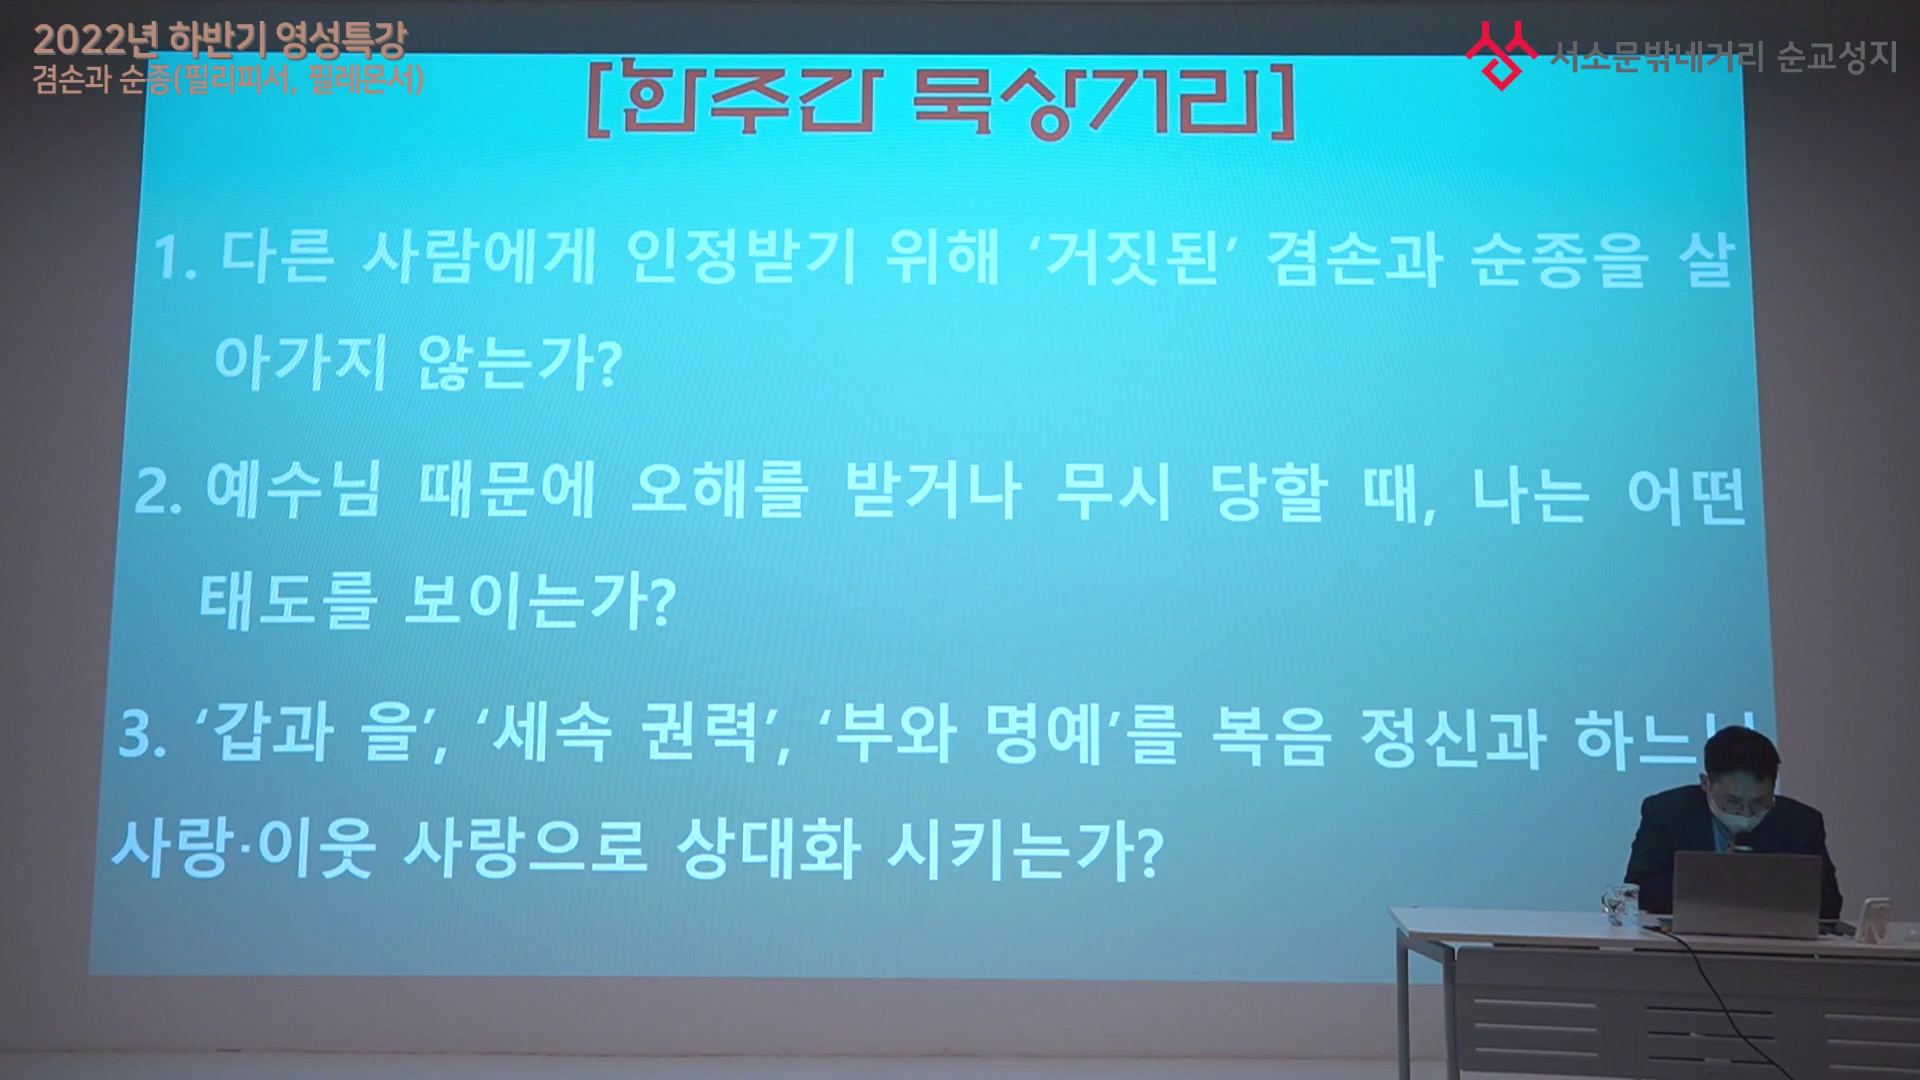 2022년 하반기 영성특강
겸손과 순종(필리피서, 필레몬서)
서소문밖네거리 순교성지
[한주간 묵상거리]
1. 다른 사람에게 인정받기 위해 ‘거짓된’ 겸손과 순종을 살
아가지 않는가?
2. 예수님 때문에 오해를 받거나 무시 당할 때, 나는 어떤
태도를 보이는가?
3. ‘갑과 을’, ‘세속 권력’, ‘부와 명예’를 복음 정신과
사랑·이웃 사랑으로 상대화 시키는가?